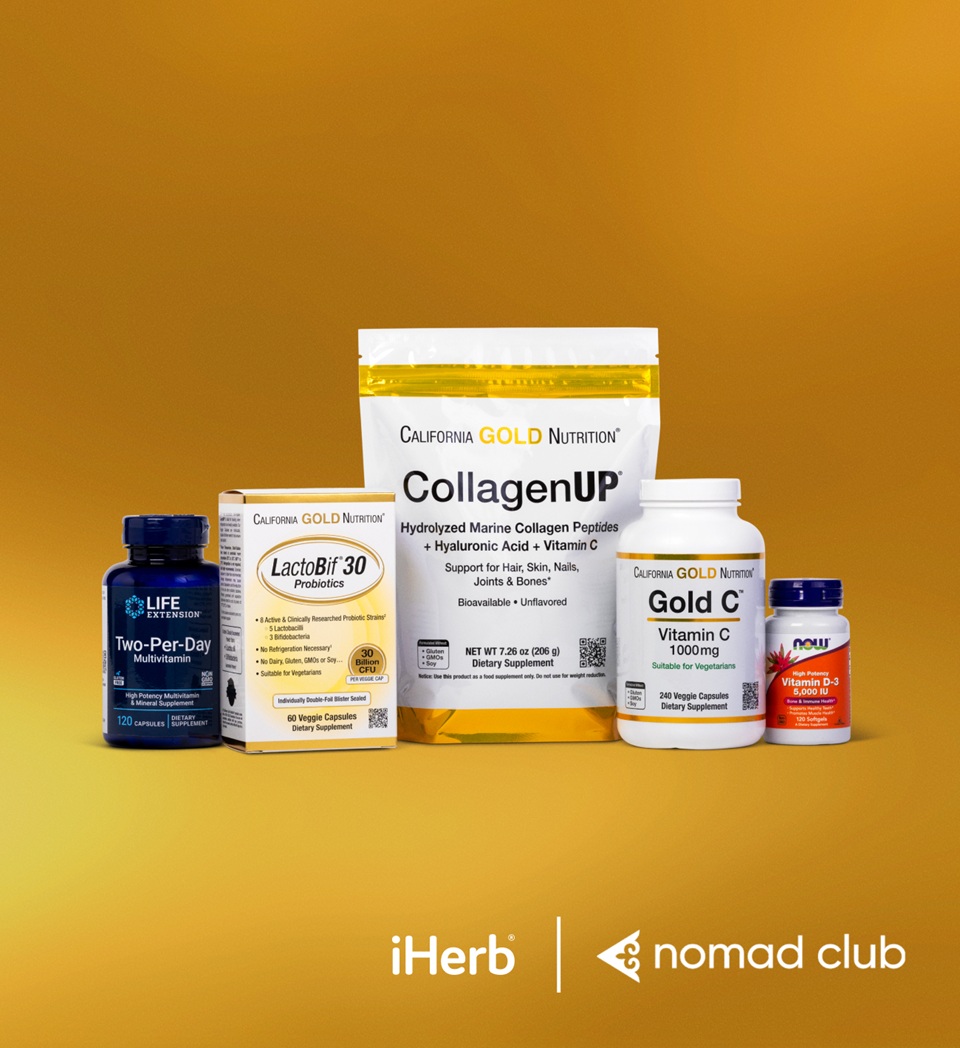 LIFE
EXTENSION
Two-Per-Day
Multivitamin
GLUTEN
FREE
NON
GMO
High Potency Multivitamin
& Mineral Supplement
120 CAPSULES
DIETARY
SUPPLEMENT
CALIFORNIA GOLD NUTRITION®
LactoBif® 30
Probiotics
• 8 Active & Clinically Researched Probiotic Strains
◦ 5 Lactobacilli
◦ 3 Bifidobacteria
• No Refrigeration Necessary
• No Dairy, Gluten, GMOs or Soy…
• Suitable for Vegetarians
30
Billion
CFU
PER VEGGIE CAP
Individually Double-Foil Blister Sealed
60 Veggie Capsules
Dietary Supplement
CALIFORNIA GOLD NUTRITION®
CollagenUP®
Hydrolyzed Marine Collagen Peptides
+ Hyaluronic Acid + Vitamin C
Support for Hair, Skin, Nails,
Joints & Bones*
Bioavailable • Unflavored
• Gluten
• GMOs
• Soy
NET WT 7.26 oz (206 g)
Dietary Supplement
Notice: Use this product as a food supplement only. Do not use for weight reduction.
CALIFORNIA GOLD NUTRITION®
Gold C™
Vitamin C
1000mg
Suitable for Vegetarians
• Gluten
• GMOs
• Soy
240 Veggie Capsules
Dietary Supplement
NOW
High Potency
Vitamin D-3
5,000 IU
Bone & Immune Health*
120 Softgels
iHerb®
nomad club